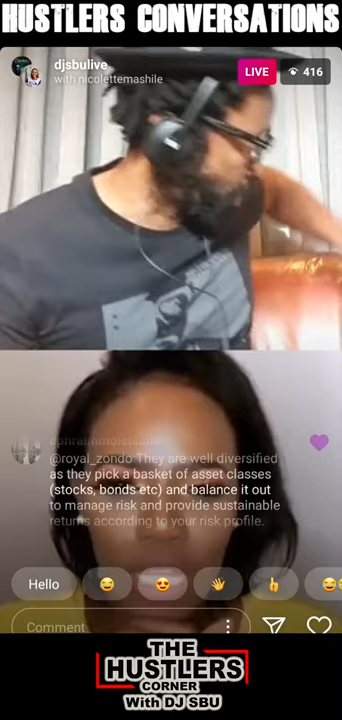 HUSTLERS CONVERSATIONS
djsbulive
with nicolettemashile
LIVE
416
@royal_zondo They are well diversified
as they pick a basket of asset classes
(stocks, bonds etc) and balance it out
to manage risk and provide sustainable
returns according to your risk profile.
Hello
Comment
THE
HUSTLERS
CORNER
With DJ SBU